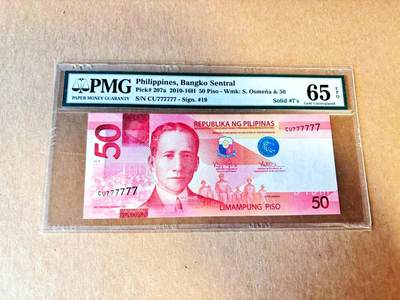 PMG
PAPER MONEY GUARANTY
Philippines, Bangko Sentral
Pick# 207a 2010-16H 50 Piso - Wmk: S. Osmeña & 50
S/N CU777777 - Sign. #19
Solid #7's
65 EPQ
Gem Uncirculated
50
REPUBLIKA NG PILIPINAS
CU777777
CU777777
LIMAMPUNG PISO
50